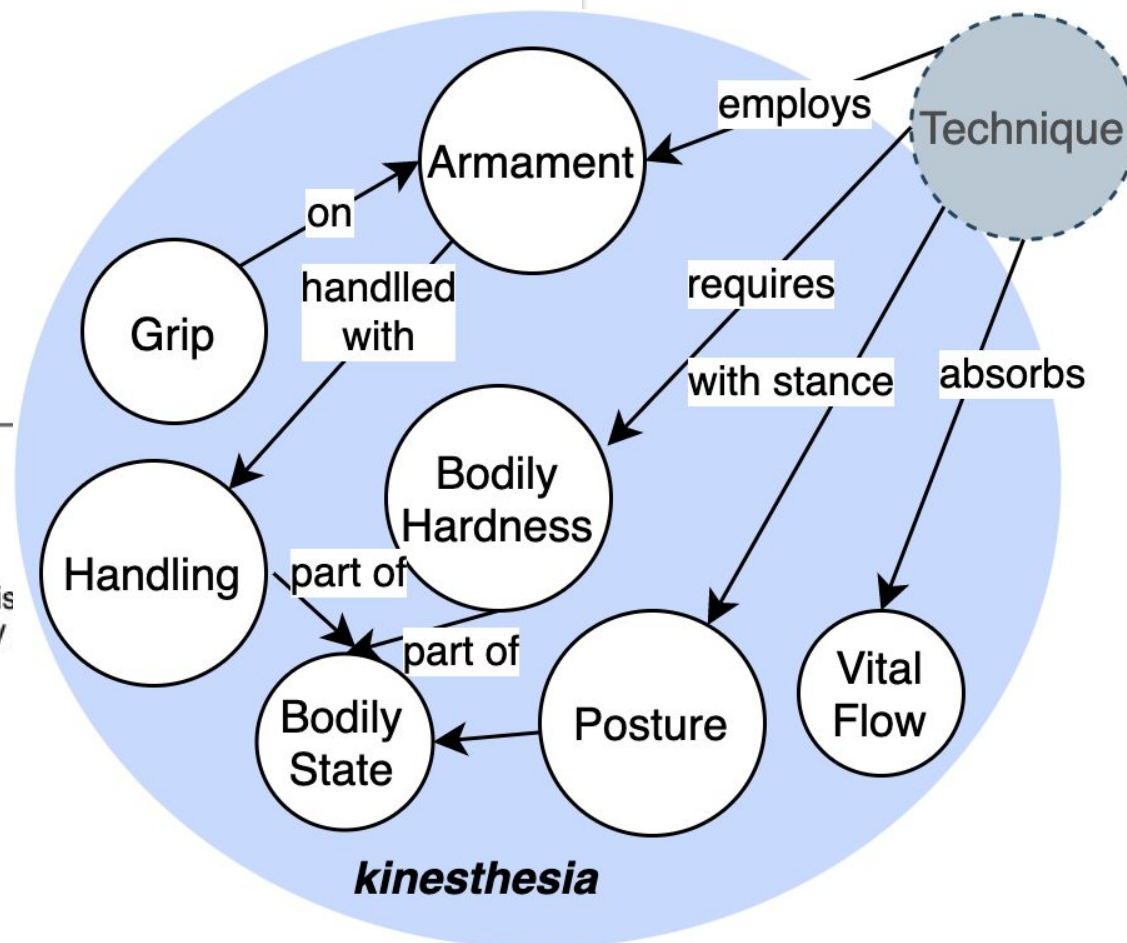 employs
Technique
Armament
on
handlled
with
requires
Grip
with stance
absorbs
Bodily
Hardness
Handling
part of
is
part of
Vital
Flow
Bodily
State
Posture
kinesthesia